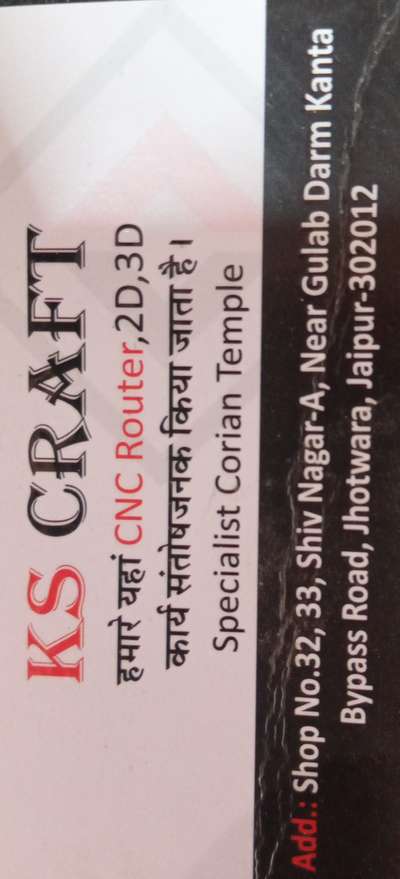 KS CRAFT
हमारे यहां CNC Router,2D,3D
कार्य संतोषजनक किया जाता है।
Specialist Corian Temple
Add.: Shop No.32, 33, Shiv Nagar-A, Near Gulab Darm Kanta
Bypass Road, Jhotwara, Jaipur-302012